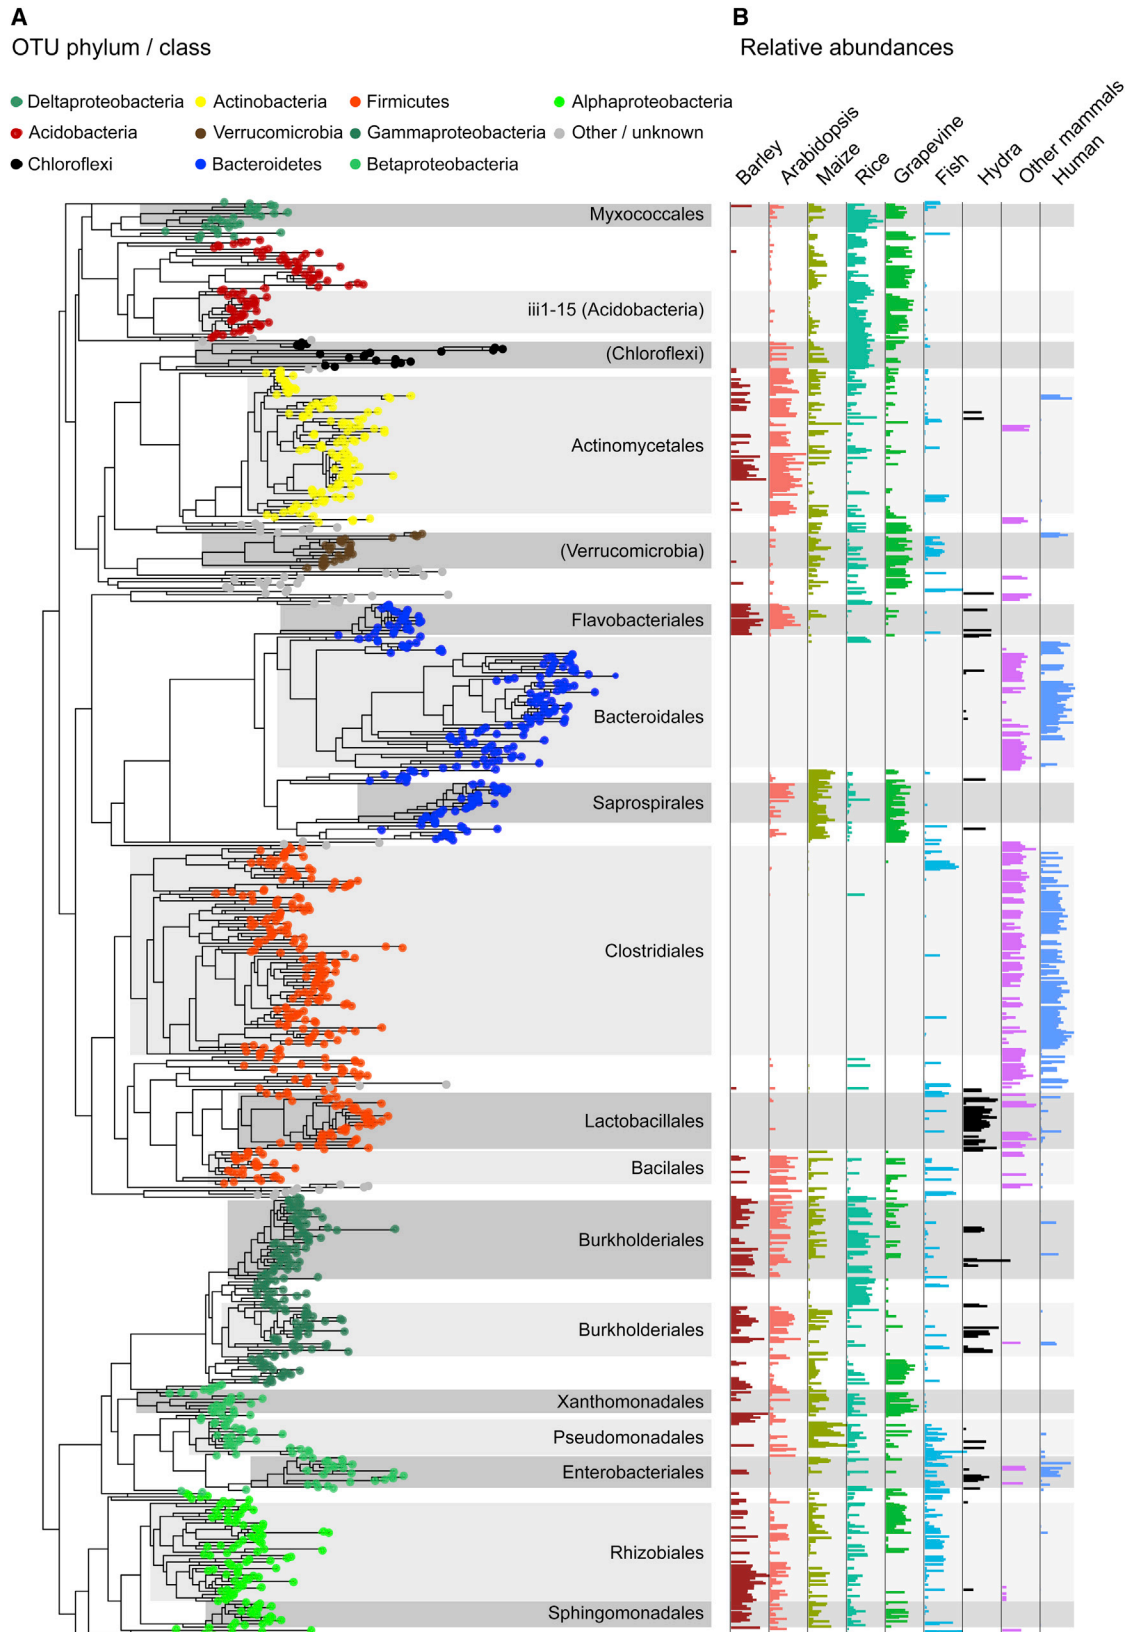 A
B
OTU phylum / class
Relative abundances
Deltaproteobacteria
Actinobacteria
Firmicutes
Alphaproteobacteria
Acidobacteria
Verrucomicrobia
Gammaproteobacteria
Other / unknown
Chloroflexi
Bacteroidetes
Betaproteobacteria
Barley
Arabidopsis
Maize
Rice
Grapevine
Fish
Hydra
Other mammals
Human
Myxococcales
iii1-15 (Acidobacteria)
(Chloroflexi)
Actinomycetales
(Verrucomicrobia)
Flavobacteriales
Bacteroidales
Saprospirales
Clostridiales
Lactobacillales
Bacilales
Burkholderiales
Burkholderiales
Xanthomonadales
Pseudomonadales
Enterobacteriales
Rhizobiales
Sphingomonadales